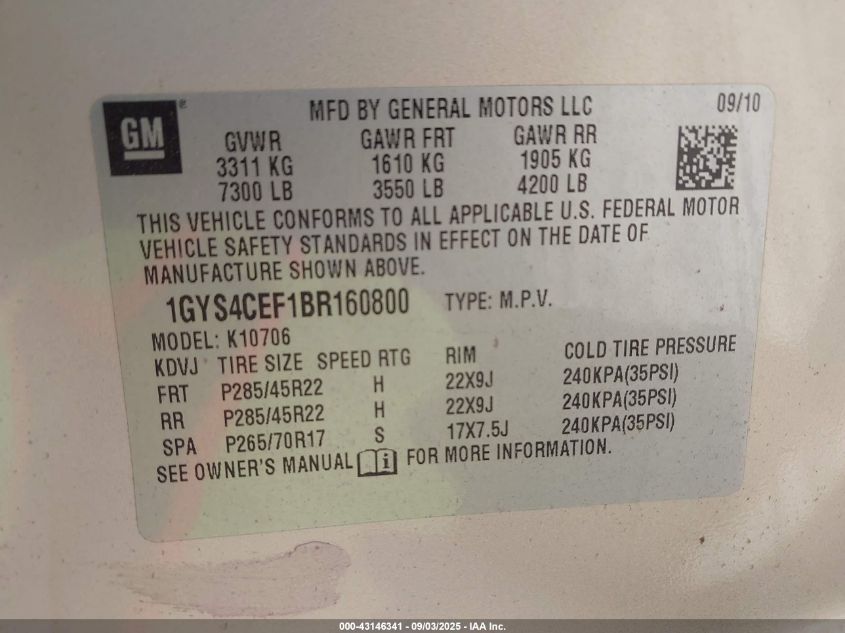 GM
®
MFD BY GENERAL MOTORS LLC 09/10
GVWR GAWR FRT GAWR RR
3311 KG 1610 KG 1905 KG
7300 LB 3550 LB 4200 LB
THIS VEHICLE CONFORMS TO ALL APPLICABLE U.S. FEDERAL MOTOR
VEHICLE SAFETY STANDARDS IN EFFECT ON THE DATE OF
MANUFACTURE SHOWN ABOVE.
1GYS4CEF1BR160800 TYPE: M.P.V.
MODEL: K10706
KDVJ TIRE SIZE SPEED RTG RIM COLD TIRE PRESSURE
FRT P285/45R22 H 22X9J 240KPA(35PSI)
RR P285/45R22 H 22X9J 240KPA(35PSI)
SPA P265/70R17 S 17X7.5J 240KPA(35PSI)
SEE OWNER'S MANUAL i FOR MORE INFORMATION.
000-43146341 - 09/03/2025 - IAA Inc.